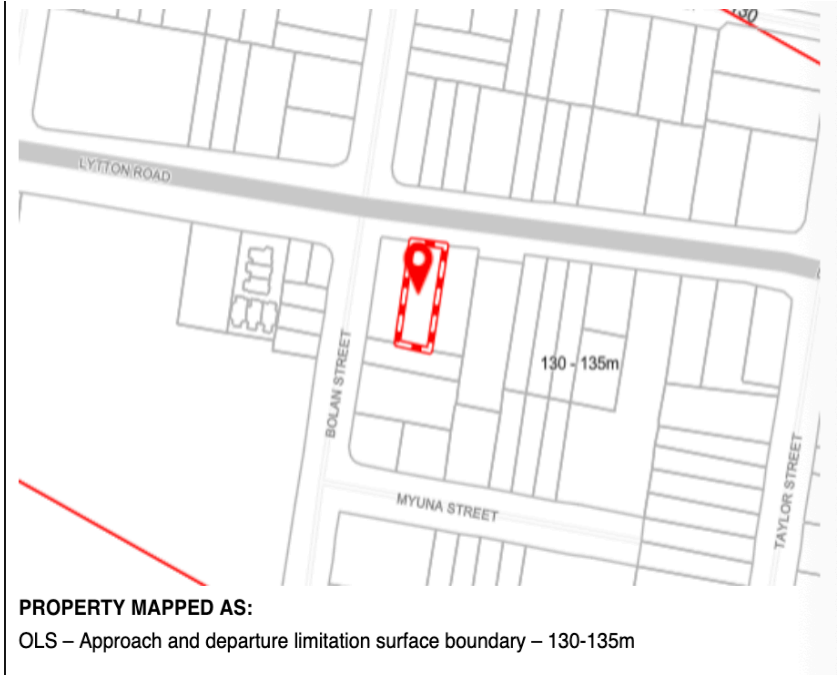 130
LYTTON ROAD
BOLAN STREET
130 - 135m
MYUNA STREET
TAYLOR STREET
PROPERTY MAPPED AS:
OLS – Approach and departure limitation surface boundary – 130-135m